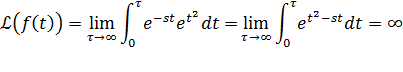 ℒ(f(t)) = lim_{τ→∞} ∫_0^τ e^{-st} e^{t^2} dt = lim_{τ→∞} ∫_0^τ e^{t^2-st} dt = ∞